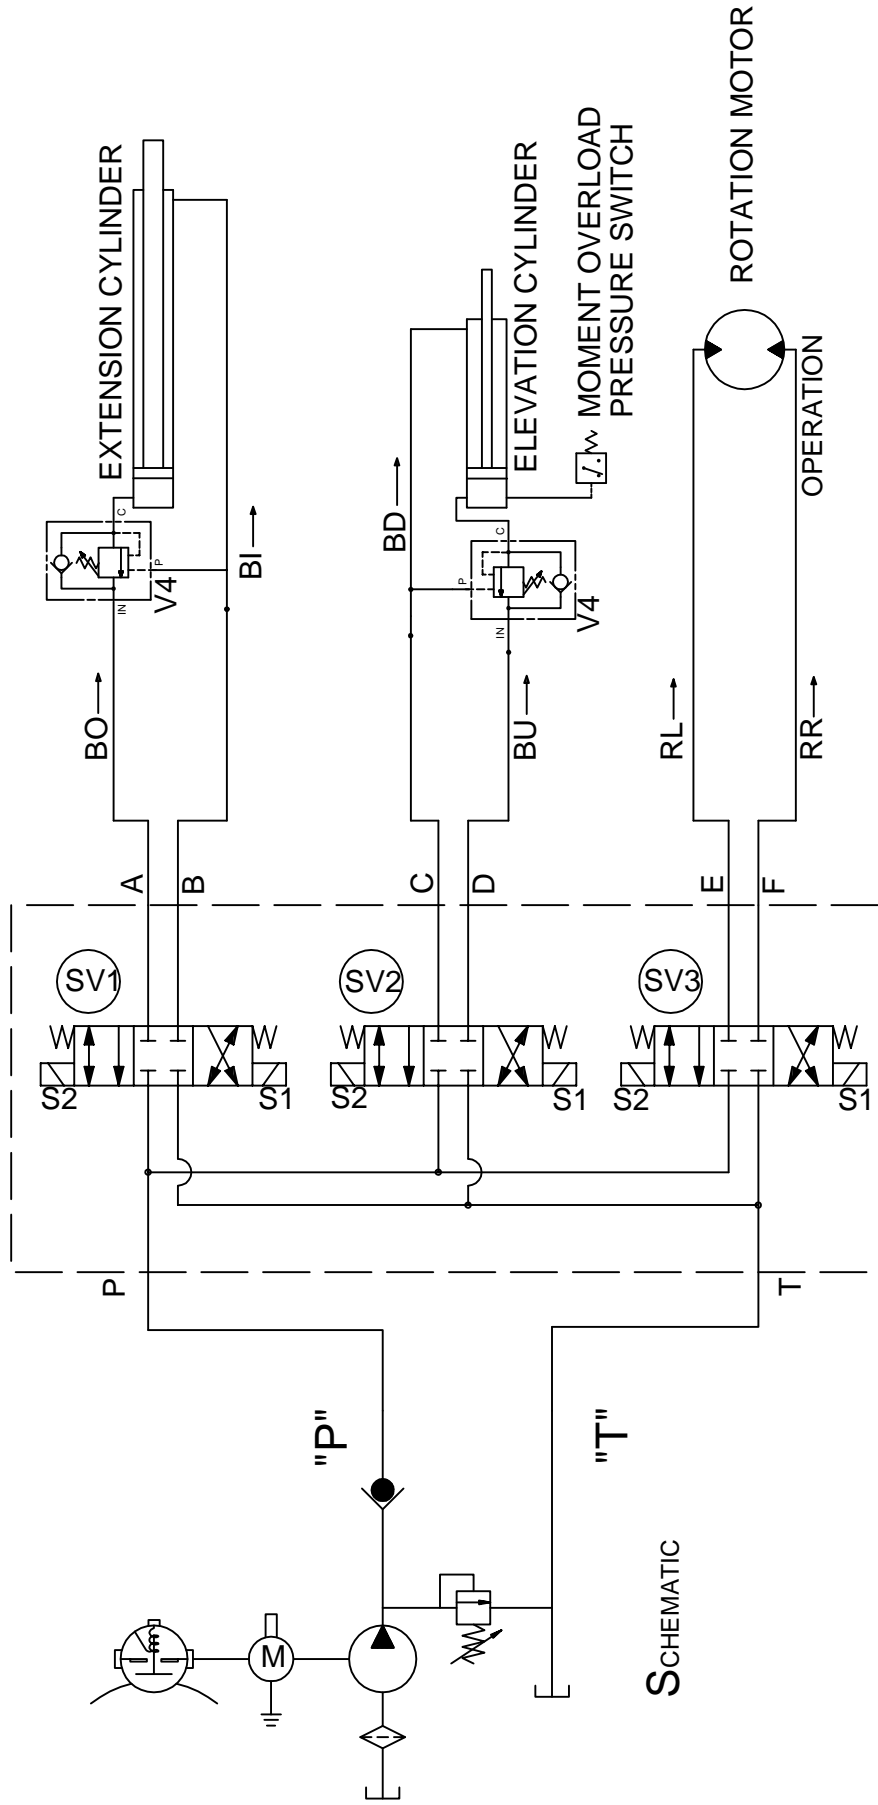 EXTENSION CYLINDER
C
P
IN
V4
BO
BI
A
B
SV1
S2
S1
ELEVATION CYLINDER
MOMENT OVERLOAD
PRESSURE SWITCH
BD
P
C
IN
V4
BU
C
D
SV2
S2
S1
ROTATION MOTOR
OPERATION
RL
RR
E
F
SV3
S2
S1
P
T
"P"
"T"
M
SCHEMATIC